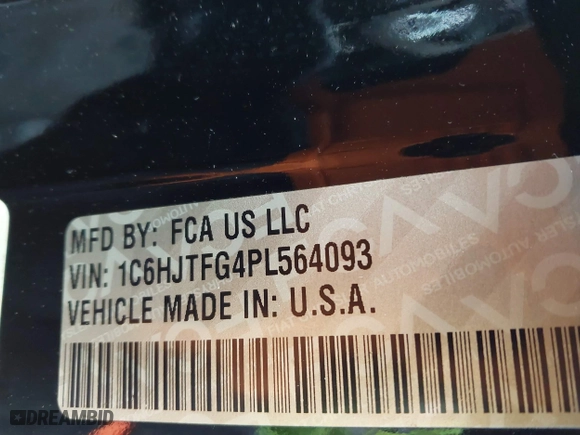 MFD BY: FCA US LLC
VIN: 1C6HJTFG4PL564093
VEHICLE MADE IN: U.S.A.
DREAMBID